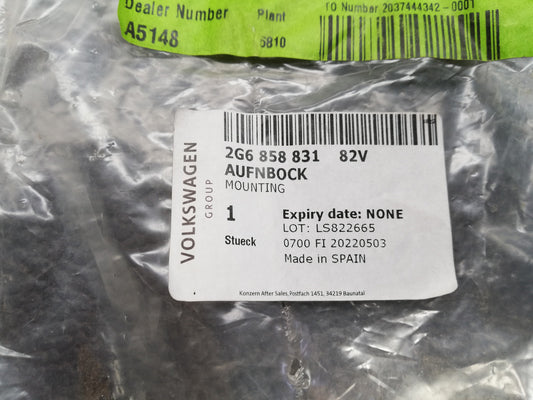 Dealer Number Plant TO Number 2037444342-0001
A5148 6810
VOLKSWAGEN
GROUP
2G6 858 831 82V
AUFNBOCK
MOUNTING
1 Expiry date: NONE
LOT: LS822665
Stueck 0700 FI 20220503
Made in SPAIN
Konzern After Sales, Postfach 1451, 34219 Baunatal